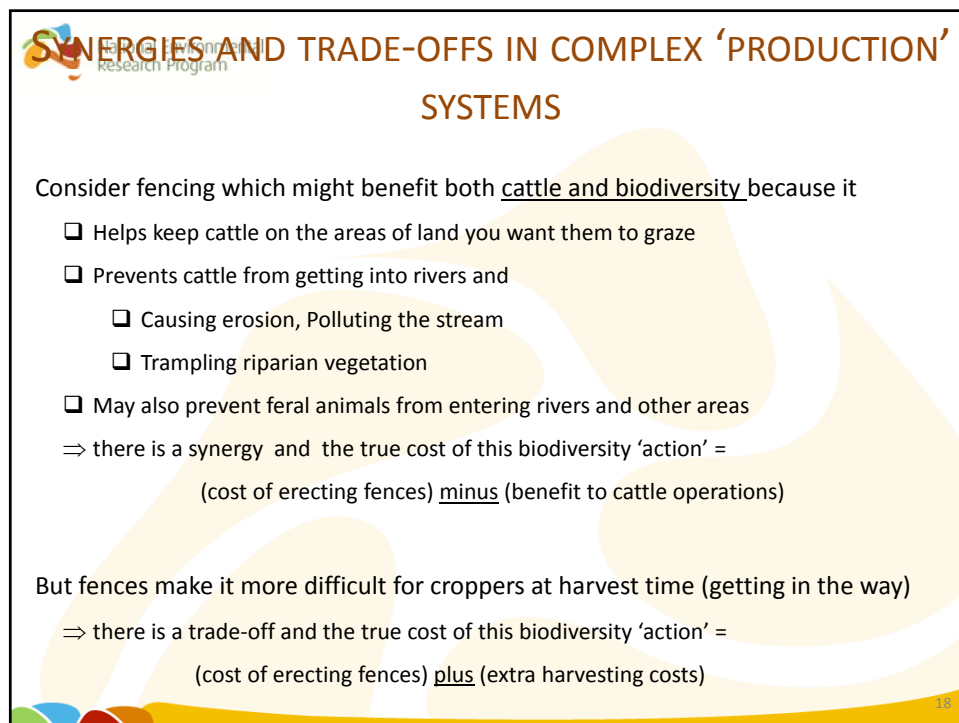 SYNERGIES AND TRADE-OFFS IN COMPLEX ‘PRODUCTION’
National Environmental
Research Program
SYSTEMS
Consider fencing which might benefit both cattle and biodiversity because it
❑ Helps keep cattle on the areas of land you want them to graze
❑ Prevents cattle from getting into rivers and
❑ Causing erosion, Polluting the stream
❑ Trampling riparian vegetation
❑ May also prevent feral animals from entering rivers and other areas
⇒ there is a synergy and the true cost of this biodiversity ‘action’ =
(cost of erecting fences) minus (benefit to cattle operations)
But fences make it more difficult for croppers at harvest time (getting in the way)
⇒ there is a trade-off and the true cost of this biodiversity ‘action’ =
(cost of erecting fences) plus (extra harvesting costs)
18